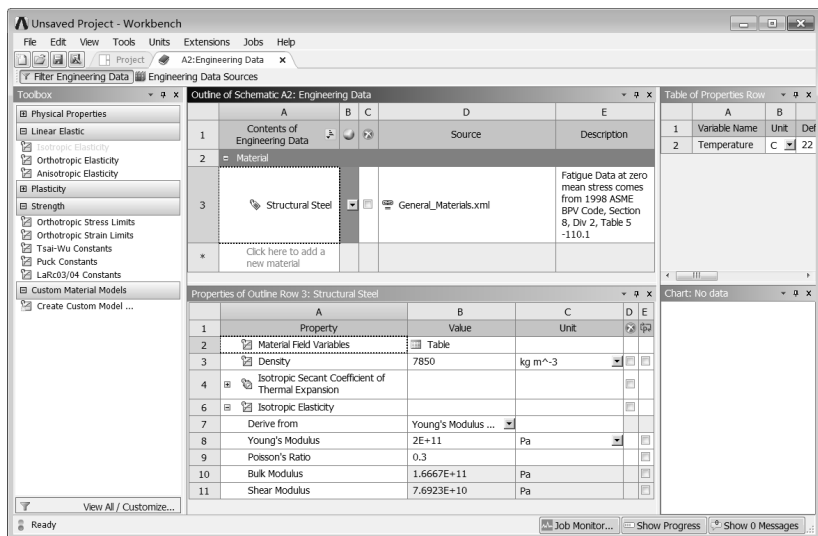 Unsaved Project - Workbench
File Edit View Tools Units Extensions Jobs Help
Project A2:Engineering Data
Filter Engineering Data Engineering Data Sources
Toolbox
Physical Properties
Linear Elastic
Isotropic Elasticity
Orthotropic Elasticity
Anisotropic Elasticity
Plasticity
Strength
Orthotropic Stress Limits
Orthotropic Strain Limits
Tsai-Wu Constants
Puck Constants
LaRc03/04 Constants
Custom Material Models
Create Custom Model ...
View All / Customize...
Outline of Schematic A2: Engineering Data
A B C D E
1 Contents of Engineering Data Source Description
2 Material
3 Structural Steel General_Materials.xml
Fatigue Data at zero
mean stress comes
from 1998 ASME
BPV Code, Section
8, Div 2, Table 5
-110.1
* Click here to add a
new material
Table of Properties Row
A B
1 Variable Name Unit Def
2 Temperature C 22
Properties of Outline Row 3: Structural Steel
A B C D E
1 Property Value Unit
2 Material Field Variables Table
3 Density 7850 kg m^-3
4 Isotropic Secant Coefficient of
Thermal Expansion
6 Isotropic Elasticity
7 Derive from Young's Modulus ...
8 Young's Modulus 2E+11 Pa
9 Poisson's Ratio 0.3
10 Bulk Modulus 1.6667E+11 Pa
11 Shear Modulus 7.6923E+10 Pa
Chart: No data
Ready Job Monitor... Show Progress Show 0 Messages